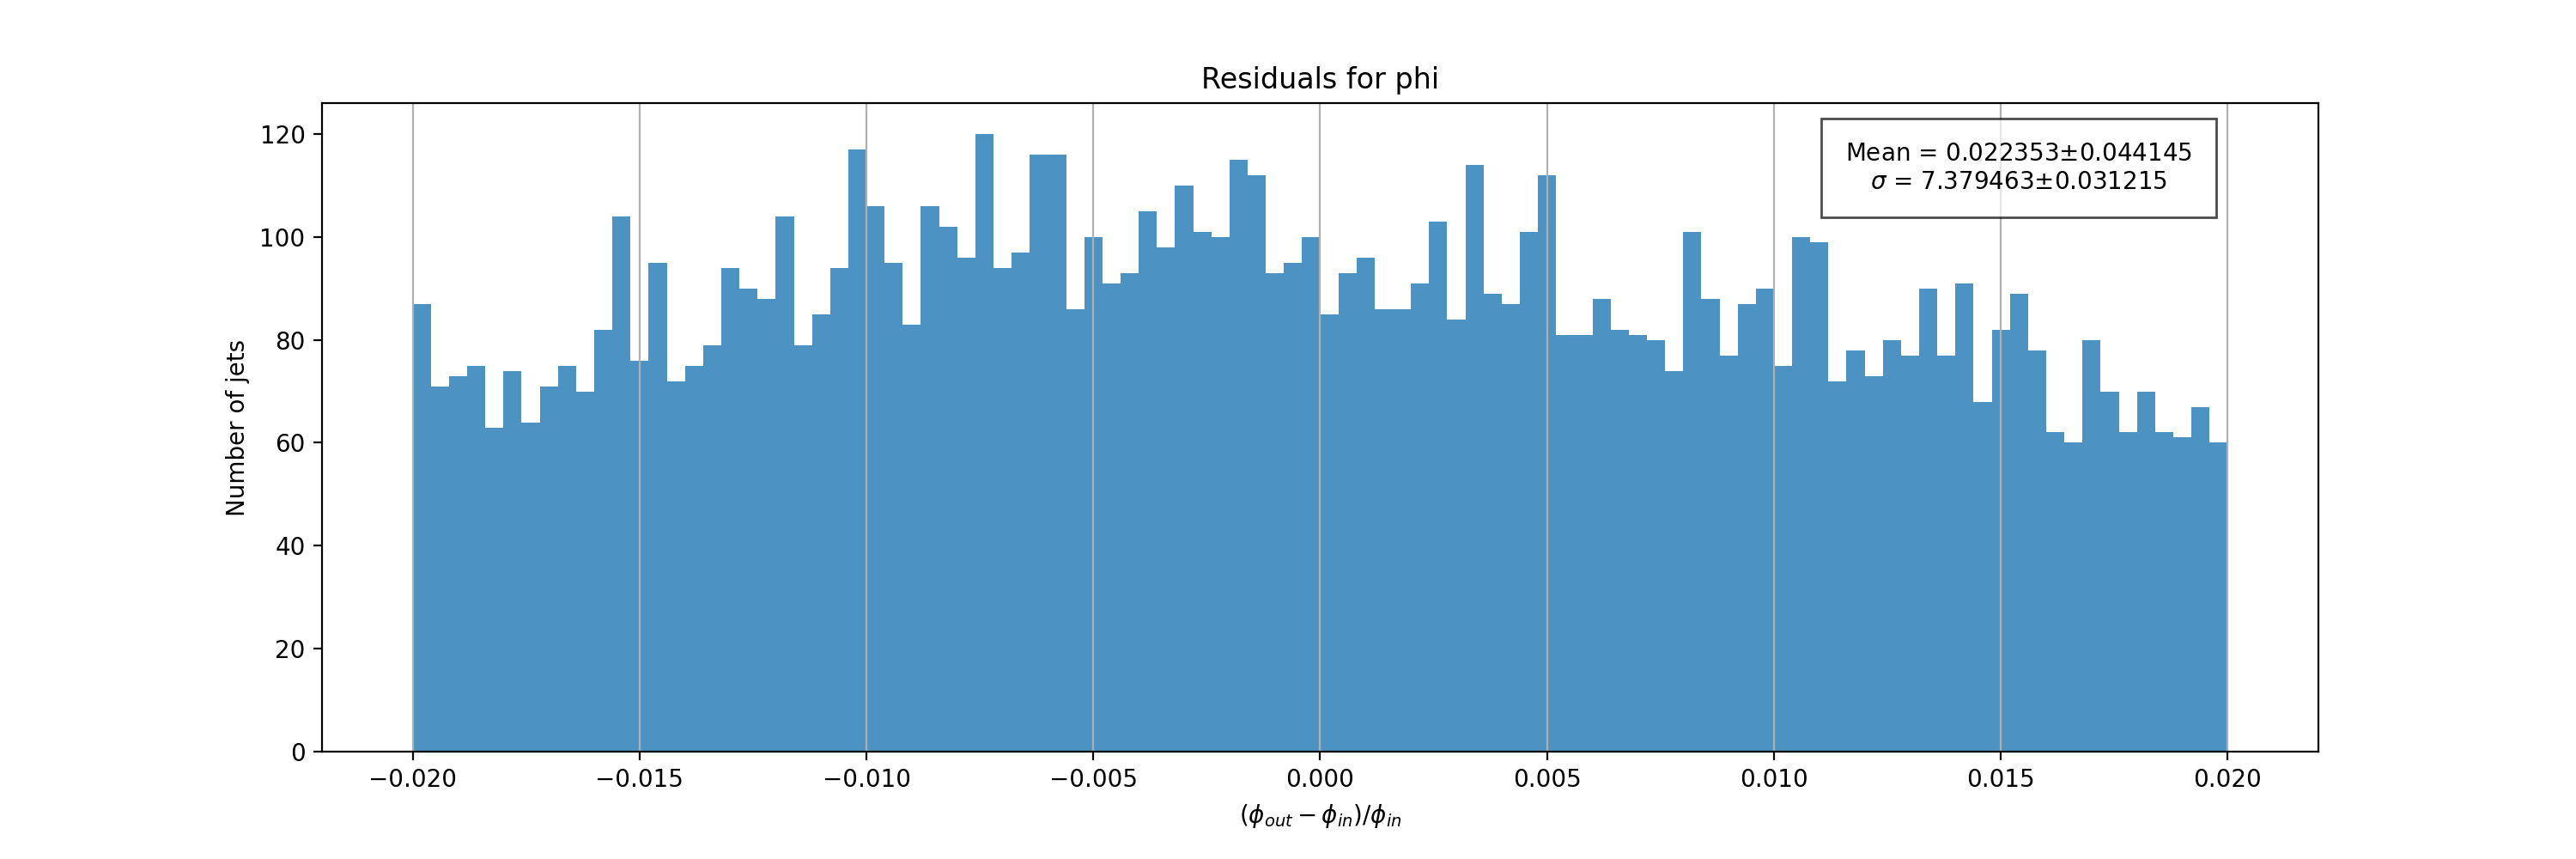 Residuals for phi
Mean = 0.022353±0.044145
σ = 7.379463±0.031215
Number of jets
120
100
80
60
40
20
0
−0.020 −0.015 −0.010 −0.005 0.000 0.005 0.010 0.015 0.020
(ϕout − ϕin)/ϕin